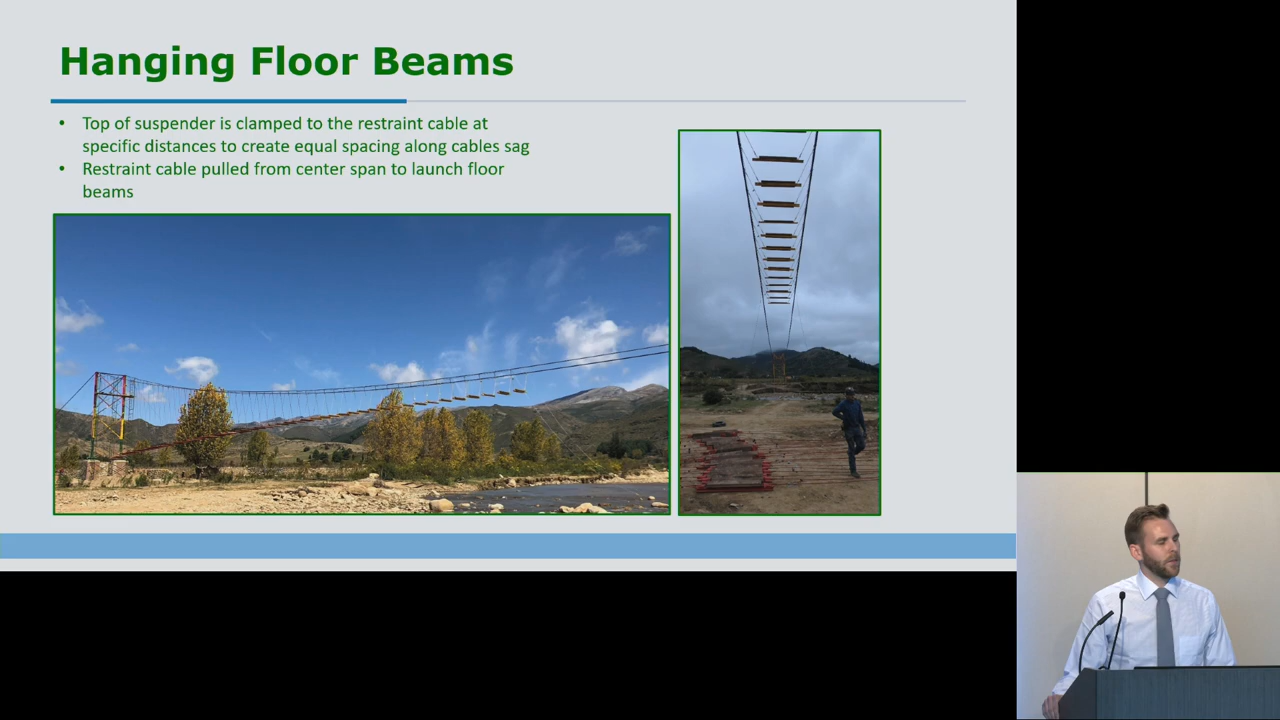 Hanging Floor Beams
• Top of suspender is clamped to the restraint cable at
specific distances to create equal spacing along cables sag
• Restraint cable pulled from center span to launch floor
beams